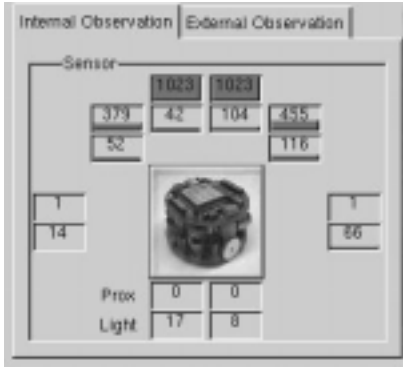 Internal Observation External Observation
Sensor
1023 1023
379 42 104 455
52 116
1 1
14 66
Prox 0 0
Light 17 8